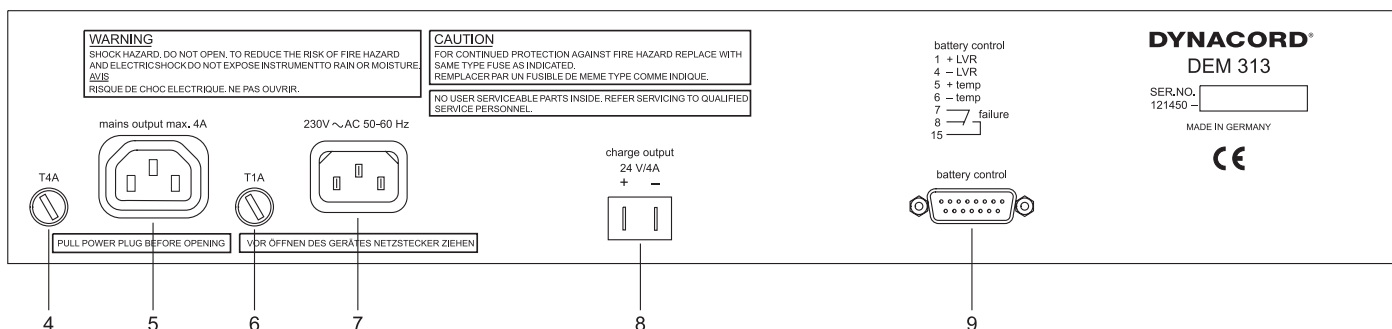 WARNING
SHOCK HAZARD. DO NOT OPEN. TO REDUCE THE RISK OF FIRE HAZARD
AND ELECTRICSHOCK DO NOT EXPOSE INSTRUMENT TO RAIN OR MOISTURE.
AVIS
RISQUE DE CHOC ELECTRIQUE. NE PAS OUVRIR.
CAUTION
FOR CONTINUED PROTECTION AGAINST FIRE HAZARD REPLACE WITH
SAME TYPE FUSE AS INDICATED.
REMPLACER PAR UN FUSIBLE DE MEME TYPE COMME INDIQUE.
NO USER SERVICEABLE PARTS INSIDE. REFER SERVICING TO QUALIFIED
SERVICE PERSONNEL.
battery control
1 + LVR
4 – LVR
5 + temp
6 – temp
7
8
15
failure
DYNACORD®
DEM 313
SER.NO.
121450 –
MADE IN GERMANY
CE
mains output max. 4A
230V ~ AC 50-60 Hz
T4A
T1A
charge output
24 V/4A
+ –
battery control
PULL POWER PLUG BEFORE OPENING
VOR ÖFFNEN DES GERÄTES NETZSTECKER ZIEHEN
4 5 6 7 8 9